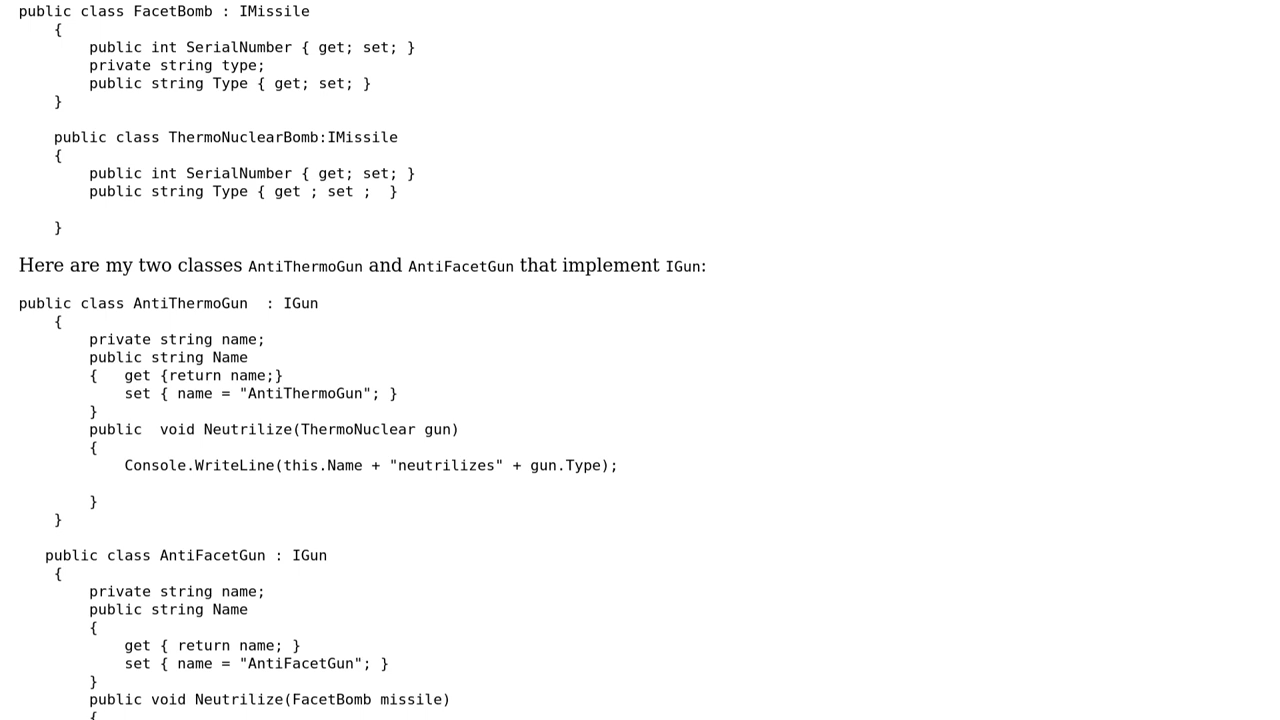 public class FacetBomb : IMissile
    {
        public int SerialNumber { get; set; }
        private string type;
        public string Type { get; set; }
    }

    public class ThermoNuclearBomb:IMissile
    {
        public int SerialNumber { get; set; }
        public string Type { get ; set ;  }

    }
Here are my two classes AntiThermoGun and AntiFacetGun that implement IGun:
public class AntiThermoGun  : IGun
    {
        private string name;
        public string Name
        {   get {return name;}
            set { name = "AntiThermoGun"; }
        }
        public  void Neutrilize(ThermoNuclear gun)
        {
            Console.WriteLine(this.Name + "neutrilizes" + gun.Type);

        }
    }

   public class AntiFacetGun : IGun
    {
        private string name;
        public string Name
        {
            get { return name; }
            set { name = "AntiFacetGun"; }
        }
        public void Neutrilize(FacetBomb missile)
        {